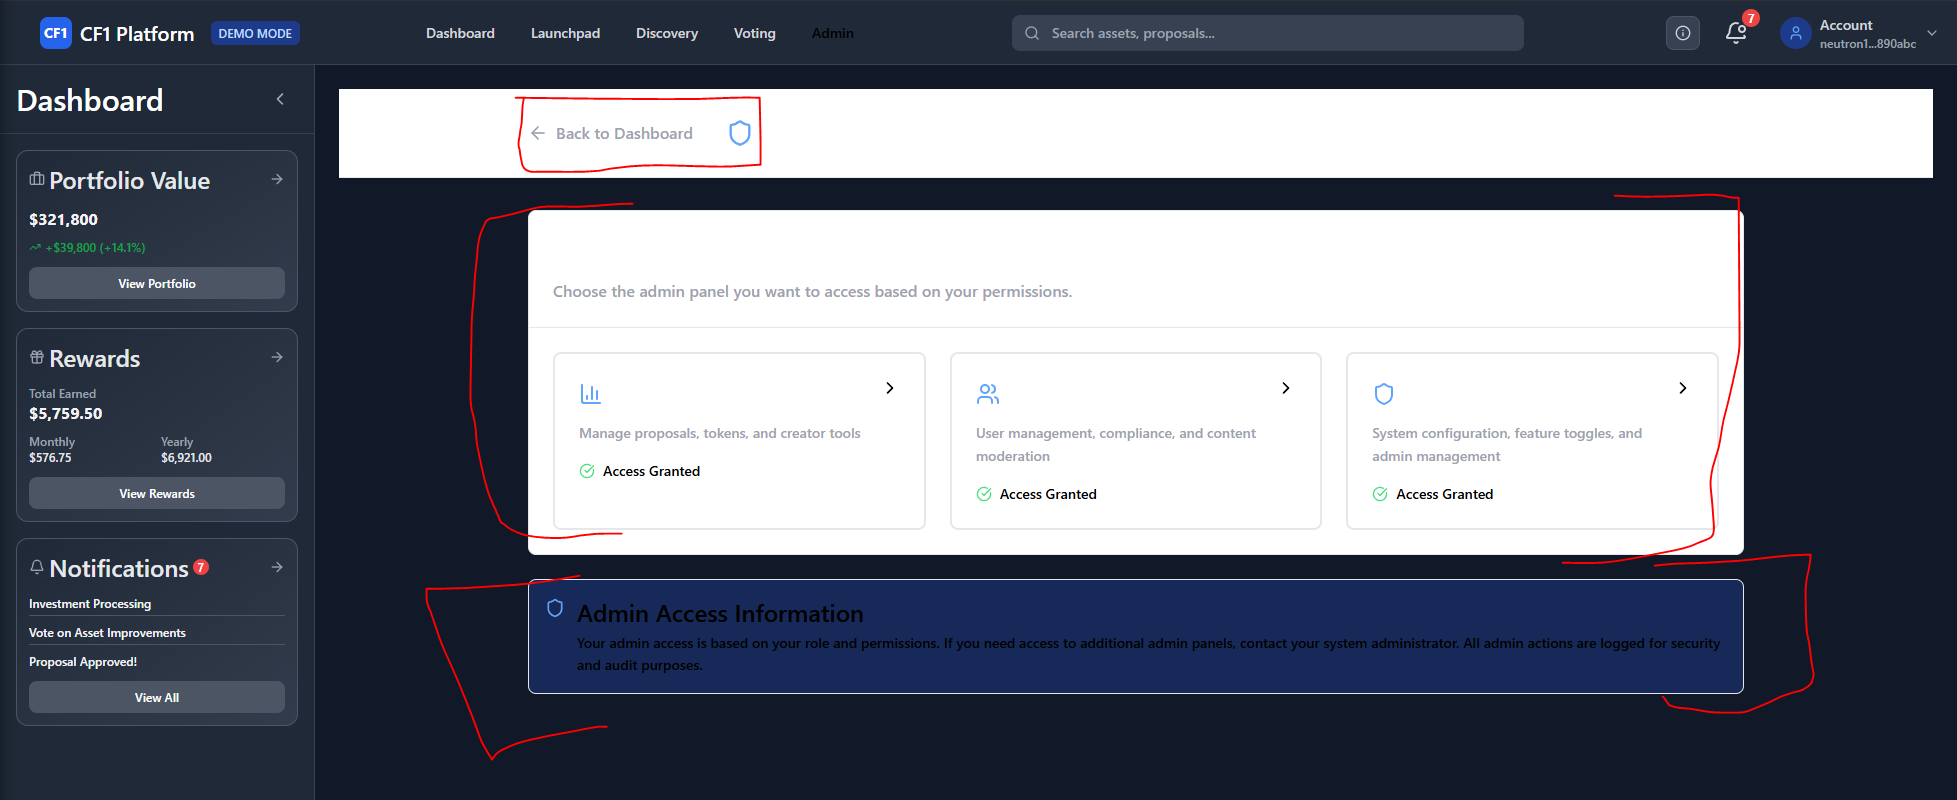 CF1 CF1 Platform DEMO MODE Dashboard Launchpad Discovery Voting Admin Search assets, proposals... 7 Account
neutron1...890abc
Dashboard
Portfolio Value
$321,800
+$39,800 (+14.1%)
View Portfolio
Rewards
Total Earned
$5,759.50
Monthly Yearly
$576.75 $6,921.00
View Rewards
Notifications 7
Investment Processing
Vote on Asset Improvements
Proposal Approved!
View All
Back to Dashboard
Choose the admin panel you want to access based on your permissions.
Manage proposals, tokens, and creator tools
Access Granted
User management, compliance, and content
moderation
Access Granted
System configuration, feature toggles, and
admin management
Access Granted
Admin Access Information
Your admin access is based on your role and permissions. If you need access to additional admin panels, contact your system administrator. All admin actions are logged for security
and audit purposes.